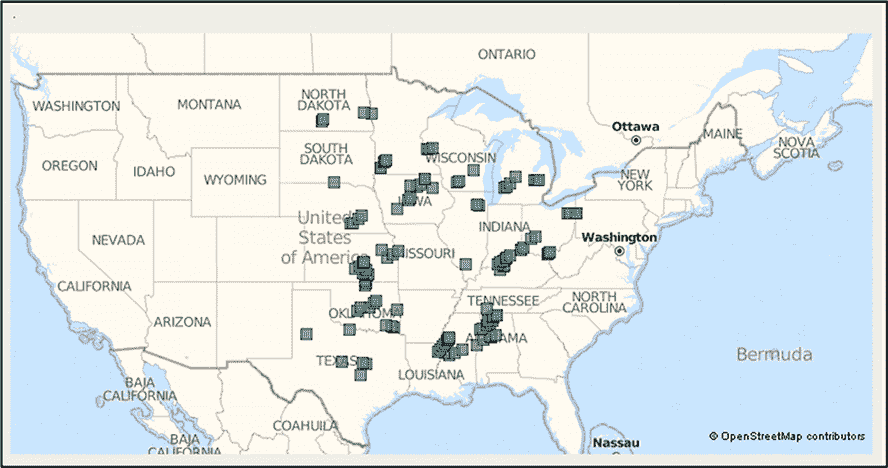 ONTARIO
WASHINGTON
MONTANA
NORTH
DAKOTA
Ottawa
MAINE
NOVA
SCOTIA
OREGON
IDAHO
SOUTH
DAKOTA
WISCONSIN
WYOMING
NEW
YORK
IOWA
United
States
of America
NEVADA
INDIANA
Washington
MISSOURI
CALIFORNIA
TENNESSEE
NORTH
CAROLINA
ARIZONA
OKLAHOMA
ALABAMA
Bermuda
TEXAS
LOUISIANA
BAJA
CALIFORNIA
COAHUILA
BAJA
CALIFORNIA
Nassau
© OpenStreetMap contributors